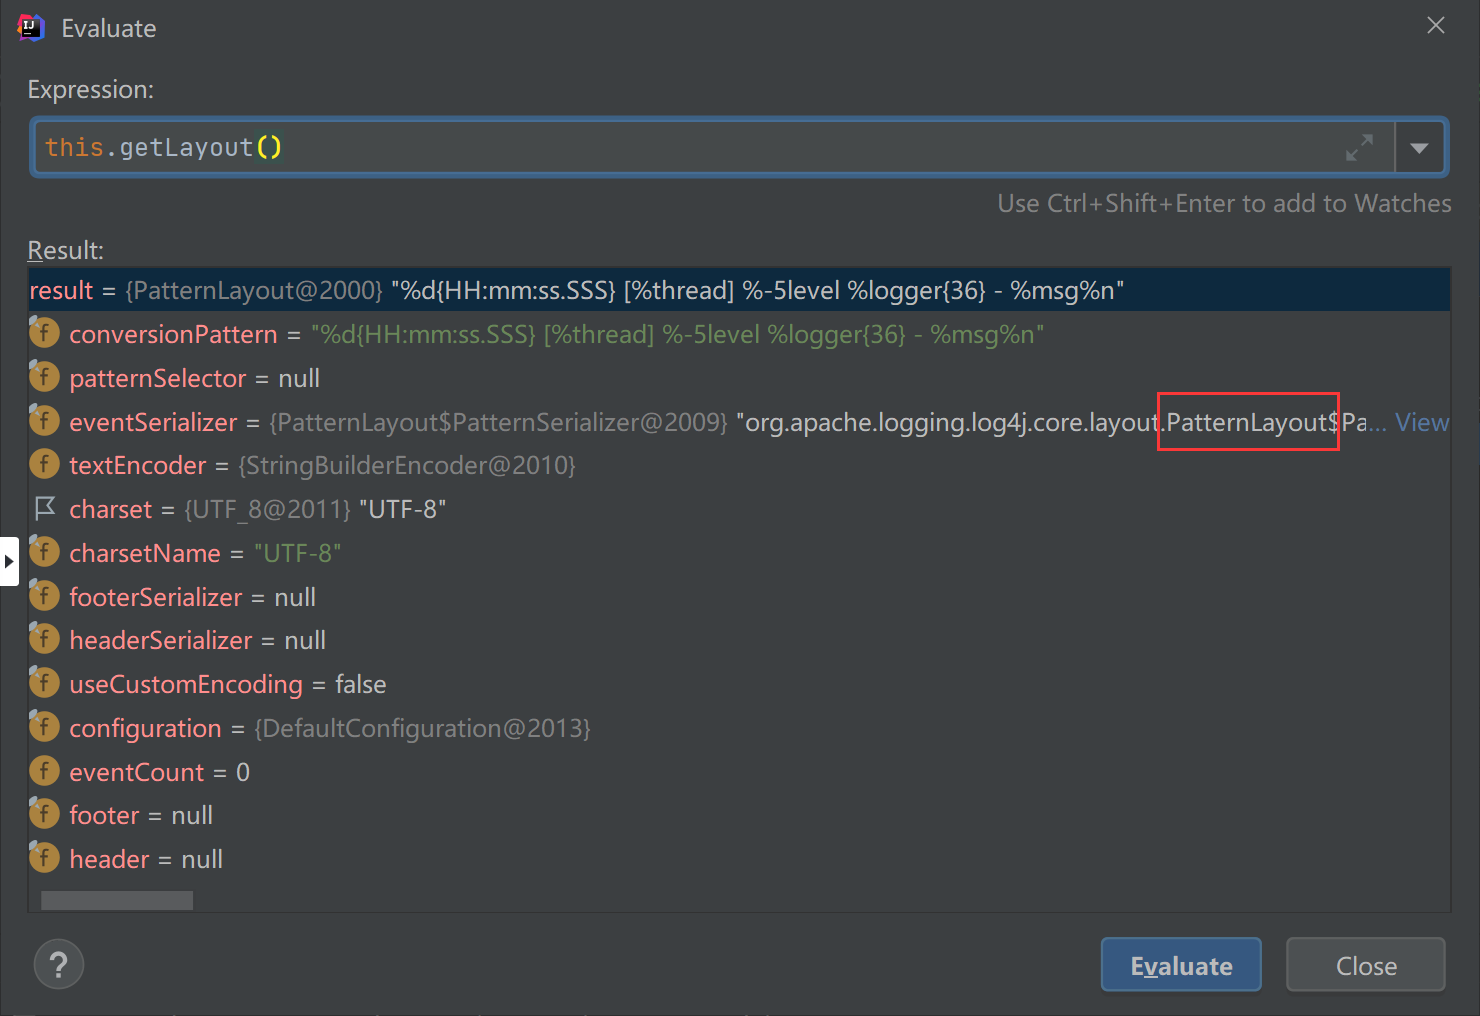 Evaluate
Expression:
this.getLayout()
Use Ctrl+Shift+Enter to add to Watches
Result:
result = {PatternLayout@2000} "%d{HH:mm:ss.SSS} [%thread] %-5level %logger{36} - %msg%n"
conversionPattern = "%d{HH:mm:ss.SSS} [%thread] %-5level %logger{36} - %msg%n"
patternSelector = null
eventSerializer = {PatternLayout$PatternSerializer@2009} "org.apache.logging.log4j.core.layout.PatternLayout$Pa... View
textEncoder = {StringBuilderEncoder@2010}
charset = {UTF_8@2011} "UTF-8"
charsetName = "UTF-8"
footerSerializer = null
headerSerializer = null
useCustomEncoding = false
configuration = {DefaultConfiguration@2013}
eventCount = 0
footer = null
header = null
? Evaluate Close